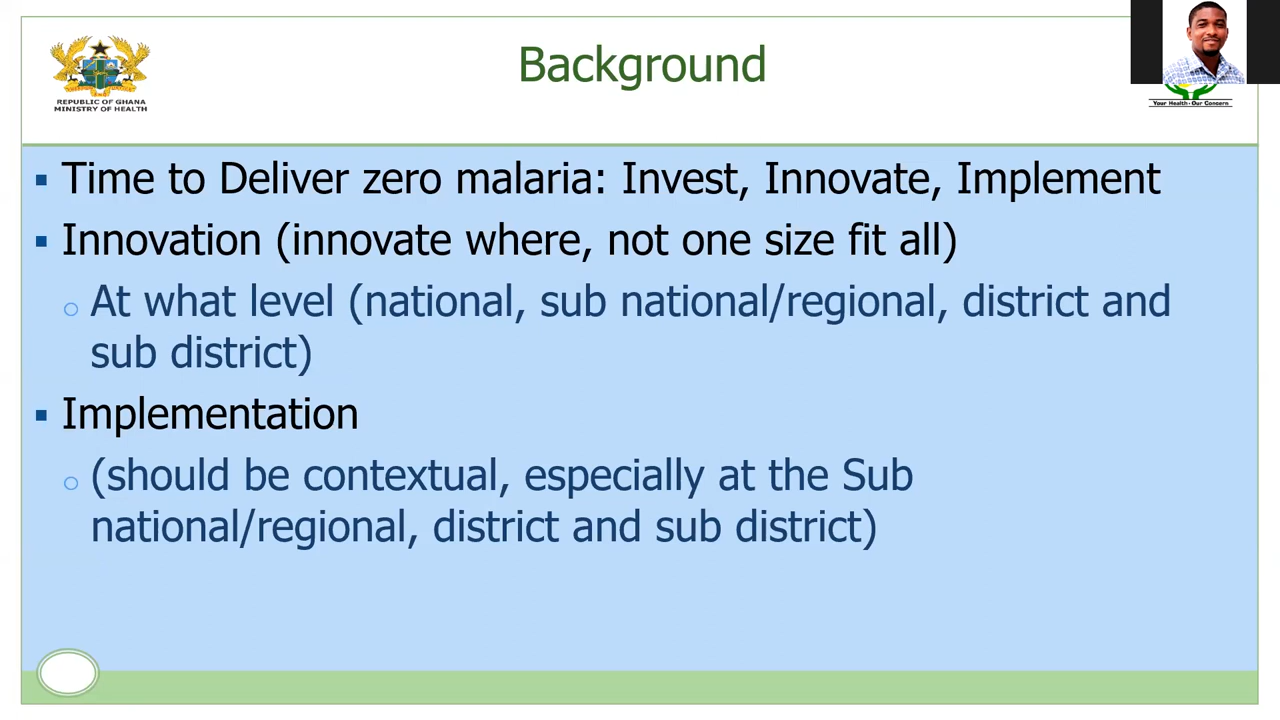 Background
REPUBLIC OF GHANA
MINISTRY OF HEALTH
Your Health - Our Concern
▪ Time to Deliver zero malaria: Invest, Innovate, Implement
▪ Innovation (innovate where, not one size fit all)
○ At what level (national, sub national/regional, district and
sub district)
▪ Implementation
○ (should be contextual, especially at the Sub
national/regional, district and sub district)